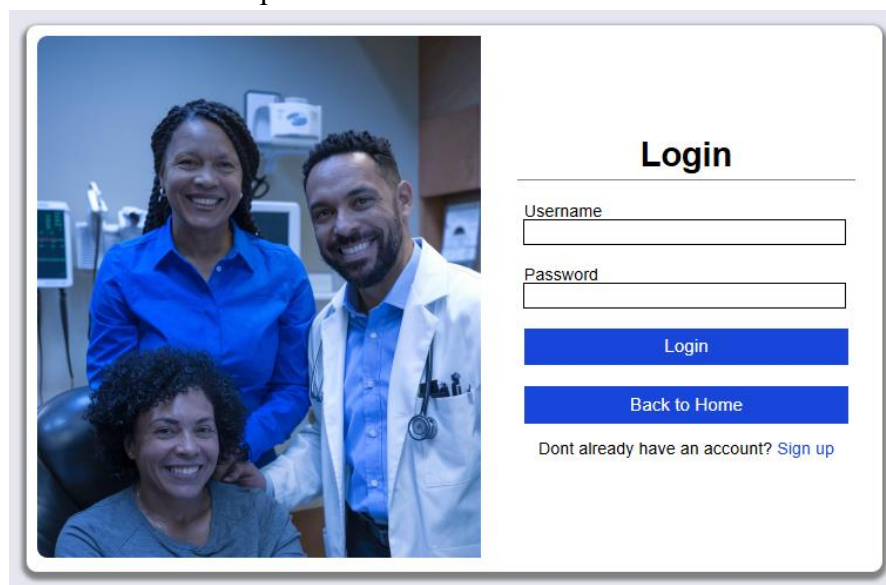 Login
Username
Password
Login
Back to Home
Dont already have an account? Sign up